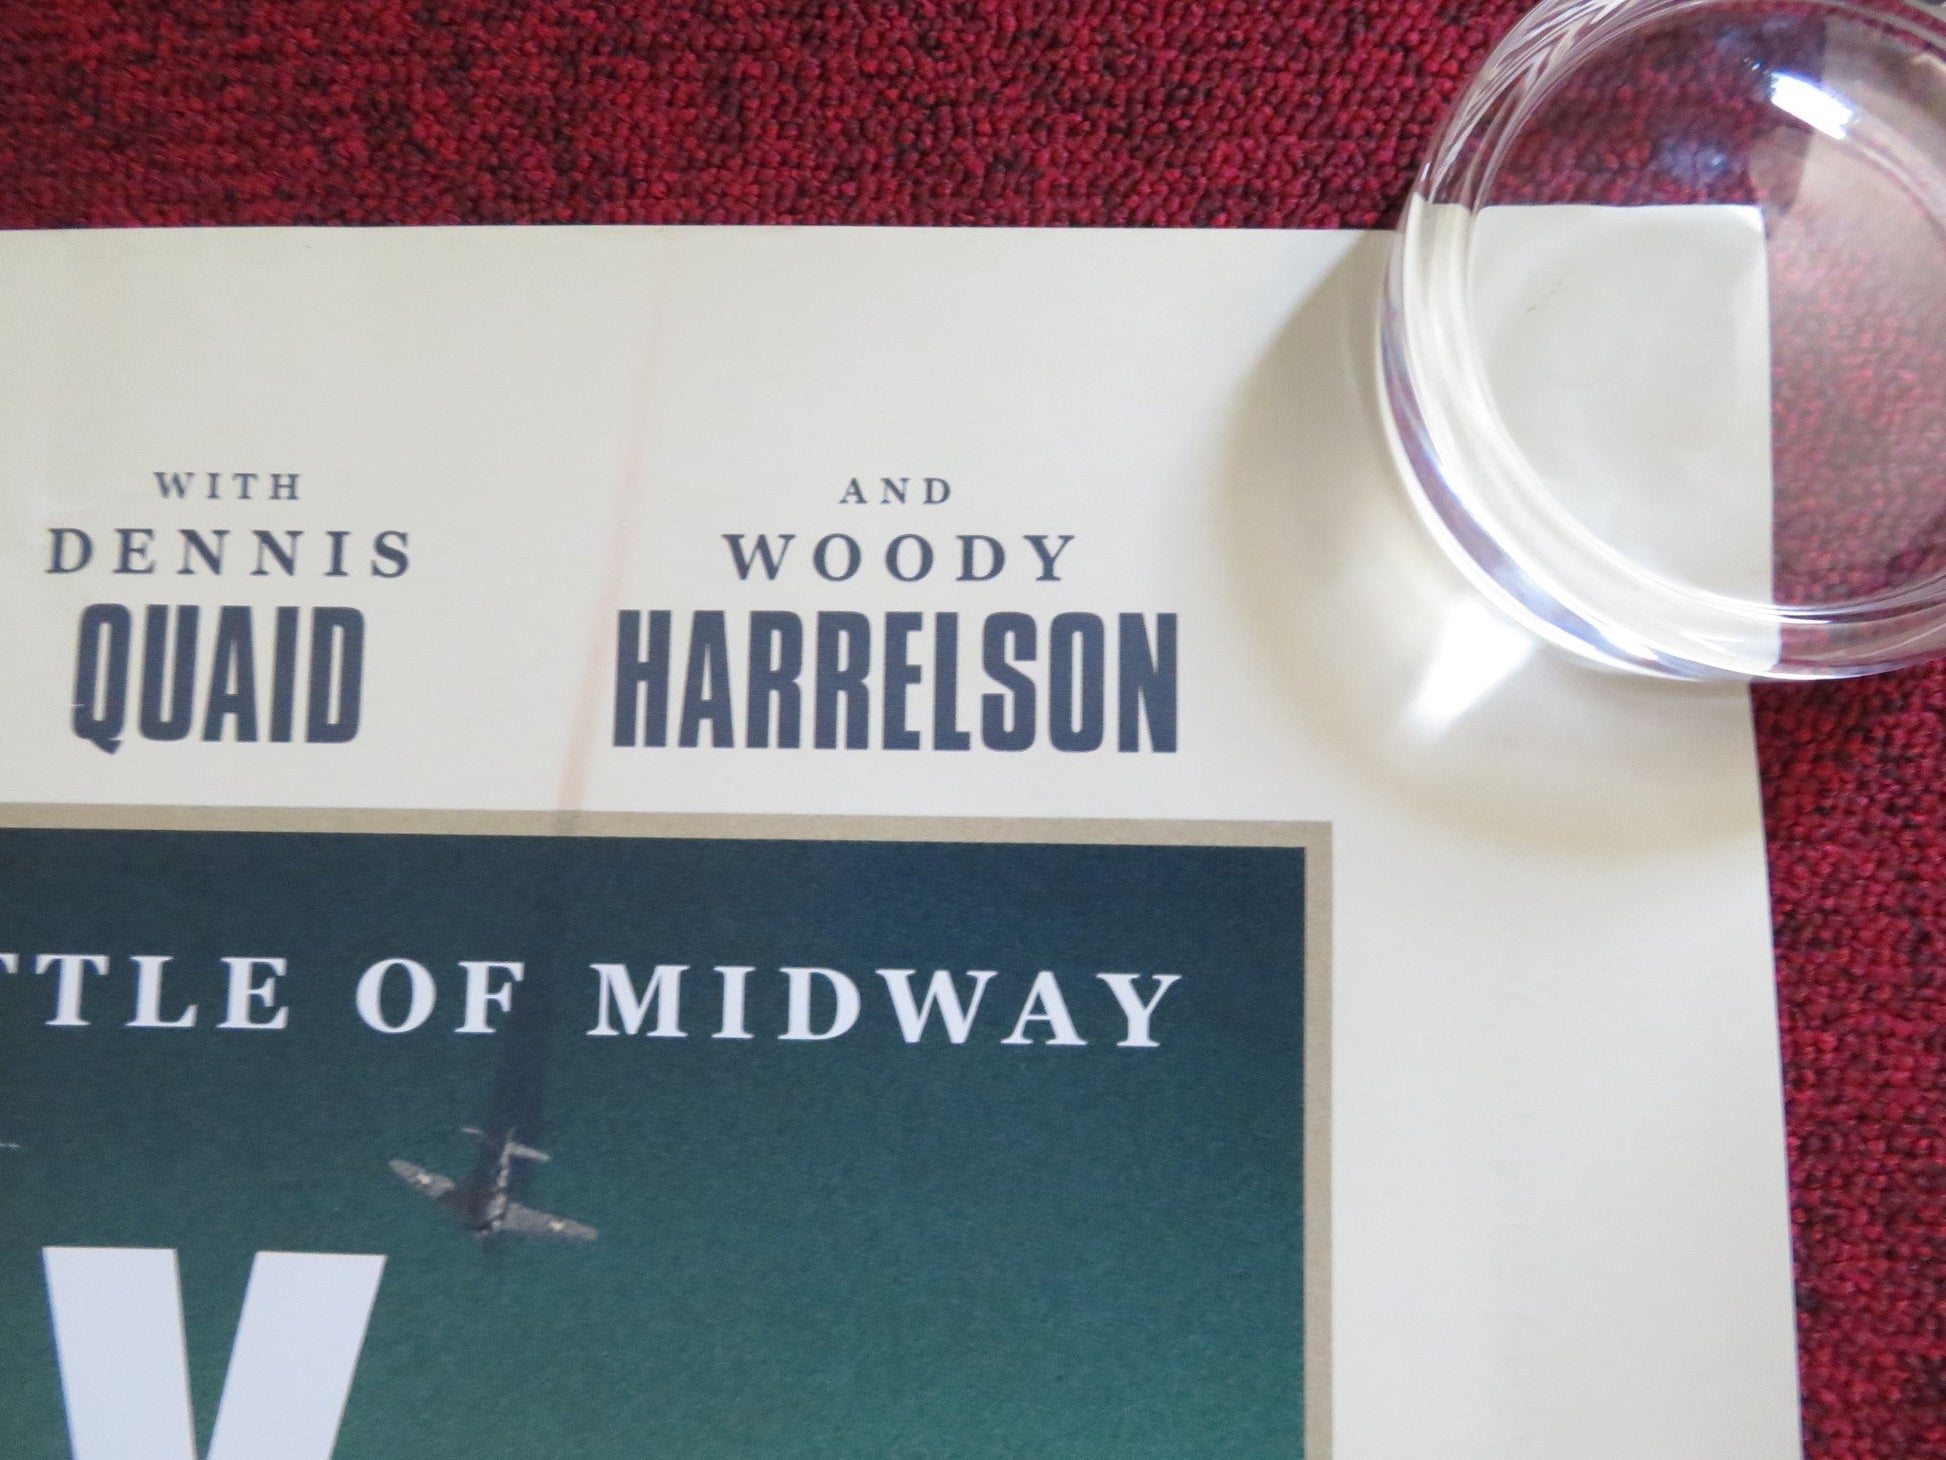 WITH
DENNIS
QUAID
AND
WOODY
HARRELSON
TTLE OF MIDWAY
Y